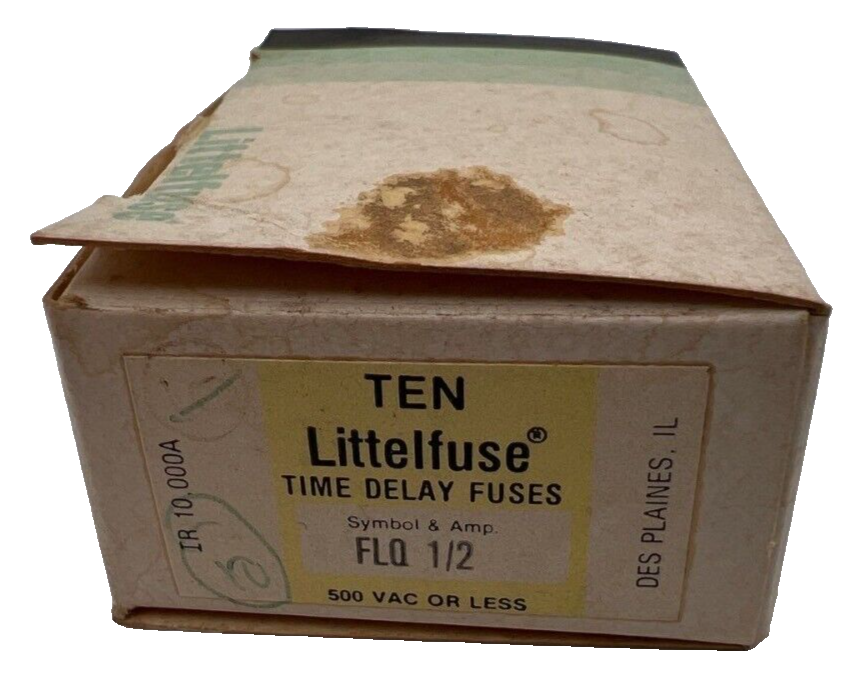 Littelfuse
TEN
Littelfuse®
TIME DELAY FUSES
Symbol & Amp.
FLQ 1/2
500 VAC OR LESS
IR 10,000A
DES PLAINES, IL